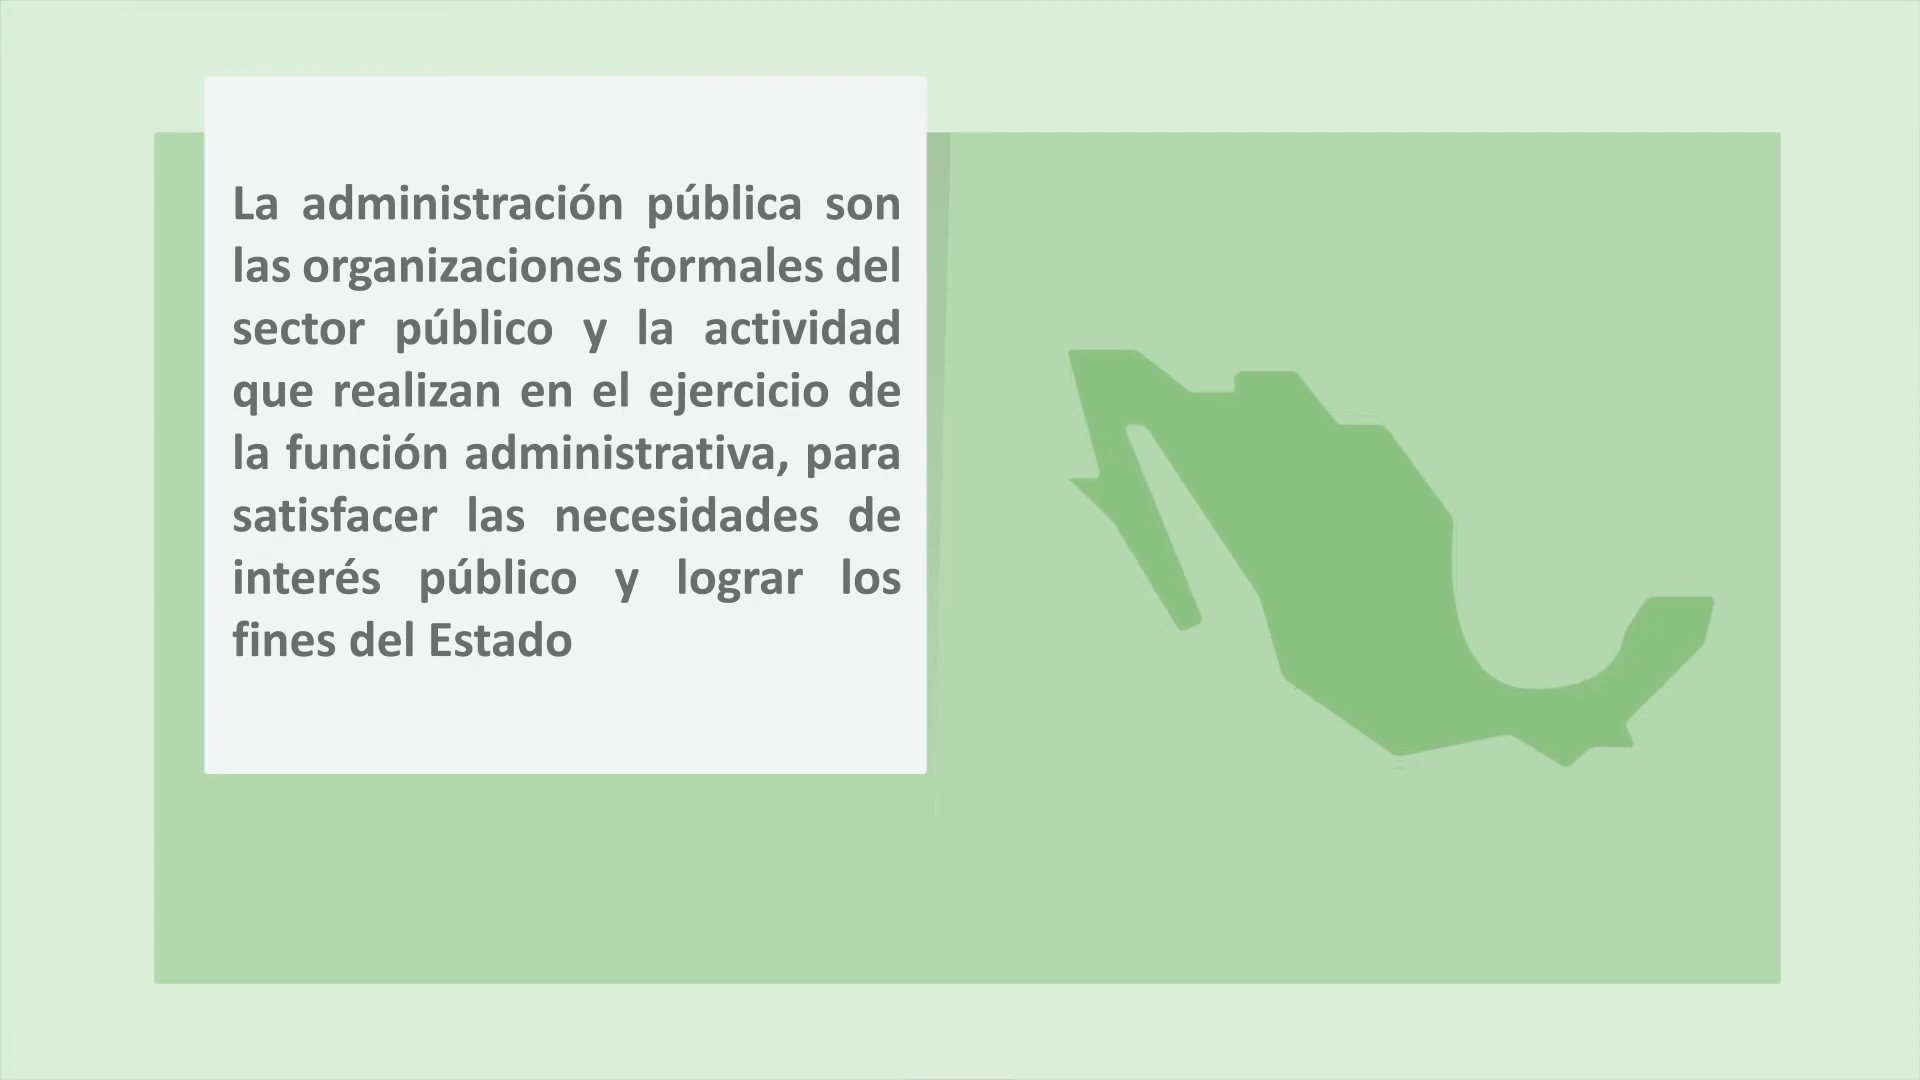 La administración pública son
las organizaciones formales del
sector público y la actividad
que realizan en el ejercicio de
la función administrativa, para
satisfacer las necesidades de
interés público y lograr los
fines del Estado